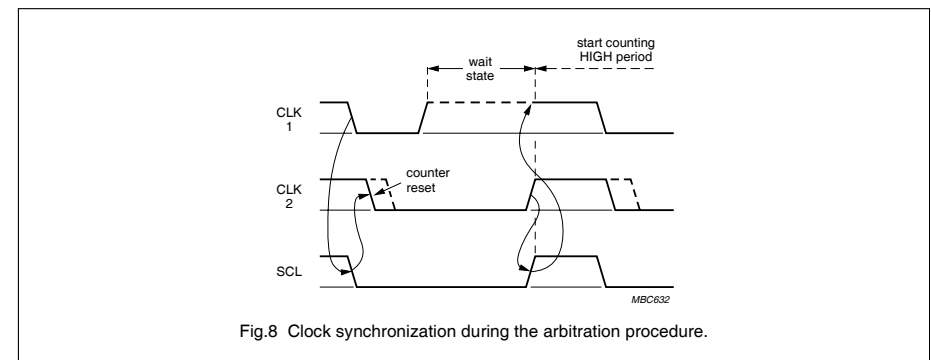 start counting
HIGH period
wait
state
CLK
1
counter
reset
CLK
2
SCL
MBC632
Fig.8 Clock synchronization during the arbitration procedure.